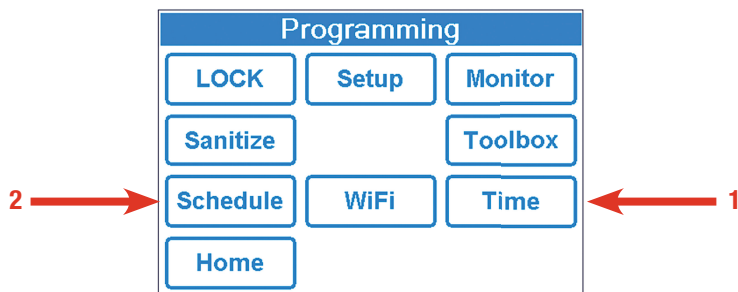 Programming
LOCK Setup Monitor
Sanitize Toolbox
2 Schedule WiFi Time 1
Home